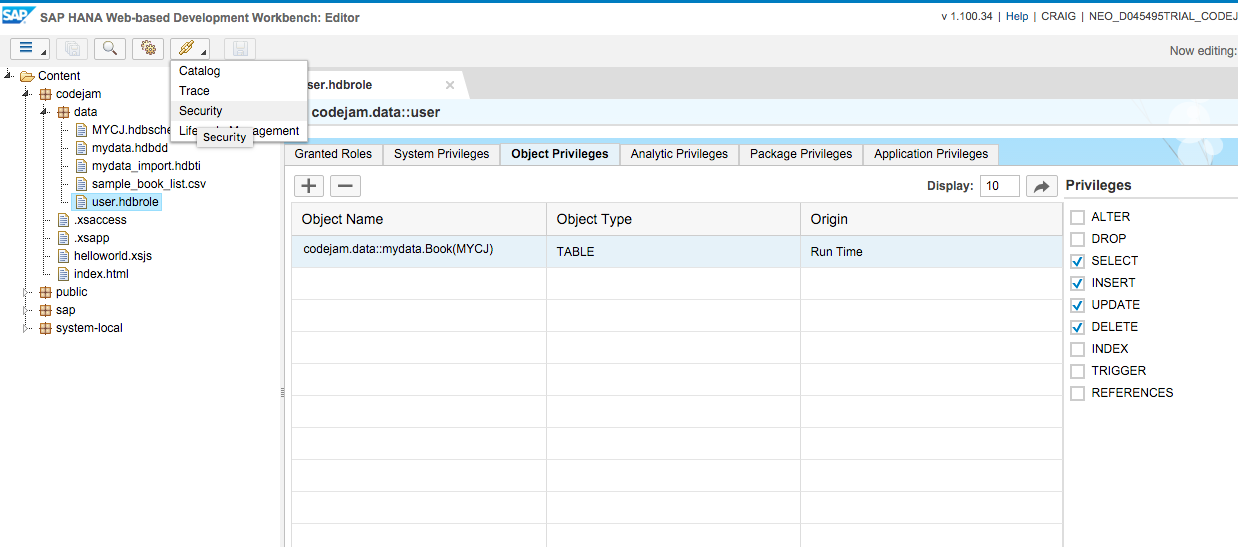 SAP SAP HANA Web-based Development Workbench: Editor
v 1.100.34 | Help | CRAIG | NEO_D045495TRIAL_CODEJ
Now editing:
Catalog
Trace
Security
Life Management
Security
Content
codejam
data
MYCJ.hdbsche
mydata.hdbdd
mydata_import.hdbti
sample_book_list.csv
user.hdbrole
.xsaccess
.xsapp
helloworld.xsjs
index.html
public
sap
system-local
ser.hdbrole
codejam.data::user
Granted Roles System Privileges Object Privileges Analytic Privileges Package Privileges Application Privileges
Display: 10
Object Name Object Type Origin
codejam.data::mydata.Book(MYCJ) TABLE Run Time
Privileges
ALTER
DROP
SELECT
INSERT
UPDATE
DELETE
INDEX
TRIGGER
REFERENCES